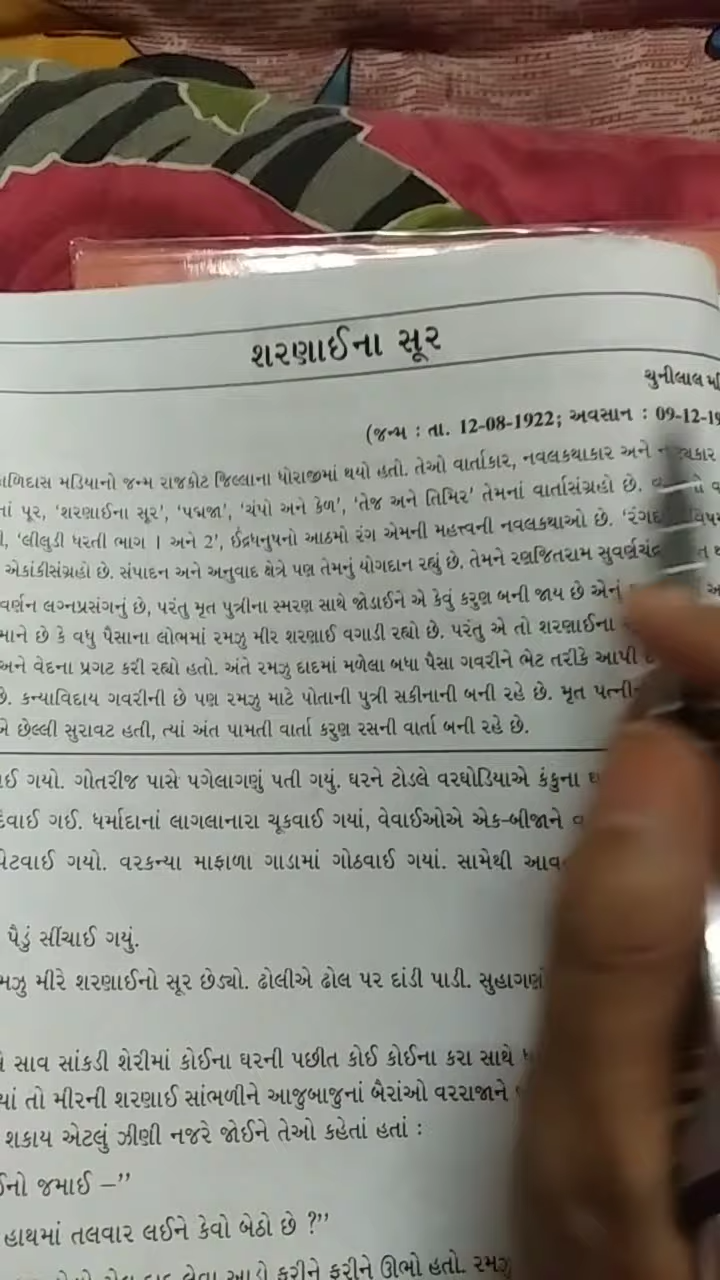 શરણાઈના સૂર
ચુનીલાલ
(જન્મ : તા. 12-08-1922; અવસાન : 09-12-19
મડિયાનો જન્મ રાજકોટ જિલ્લાના ધોરાજીમાં થયો હતો. તેઓ વાર્તાકાર, નવલકથાકાર અને
પૂર, ‘શરણાઈના સૂર’, ‘પદ્મજા’, ‘ચંપો અને કેળ’, ‘તેજ અને તિમિર’ તેમનાં વાર્તાસંગ્રહો છે.
‘લીલુડી ધરતી ભાગ 1 અને 2’, ઈંદ્રધનુષનો આઠમો રંગ એમની મહત્ત્વની નવલકથાઓ છે.
એકાંકીસંગ્રહો છે. સંપાદન અને અનુવાદ ક્ષેત્રે પણ તેમનું યોગદાન રહ્યું છે, તેમને રણજિતરામ
વર્ણન લગ્નપ્રસંગનું છે, પરંતુ મૃત પુત્રીના સ્મરણ સાથે જોડાઈને એ કેવું કરુણ બની જાય છે એનું
માને છે કે વધુ પૈસાના લોભમાં રમઝુ મીર શરણાઈ વગાડી રહ્યો છે. પરંતુ એ તો શરણાઈના
અને વેદના પ્રગટ કરી રહ્યો હતો. અંતે રમઝુ દાદમાં મળેલા બધા પૈસા ગવરીને ભેટ તરીકે આપી
છે. કન્યાવિદાય ગવરીની છે પણ રમઝુ માટે પોતાની પુત્રી સકીનાની બની રહે છે. મૃત
એ છેલ્લી સુરાવટ હતી, ત્યાં અંત પામતી વાર્તા કરુણ રસની વાર્તા બની રહે છે.
ગયો. ગોતરીજ પાસે પગેલાગણું પતી ગયું. ઘરને ટોડલે વરઘોડિયાએ કંકુના
ગઈ. ધર્માદાનાં લાગલાનારા ચૂકવાઈ ગયાં, વેવાઈઓએ એક-બીજાને
ગયો. વરકન્યા માફાળા ગાડામાં ગોઠવાઈ ગયાં. સામેથી
પૈડું સીંચાઈ ગયું.
મીરે શરણાઈનો સૂર છેડ્યો. ઢોલીએ ઢોલ પર દાંડી પાડી.
સાવ સાંકડી શેરીમાં કોઈના ઘરની પછીત કોઈ કોઈના કરા સાથે
તો મીરની શરણાઈ સાંભળીને આજુબાજુનાં બૈરાંઓ વરરાજાને
શકાય એટલું ઝીણી નજરે જોઈને તેઓ કહેતાં હતાં :
જમાઈ –”
હાથમાં તલવાર લઈને કેવો બેઠો છે ?”
ફરીને ફરીને ઊભો હતો.